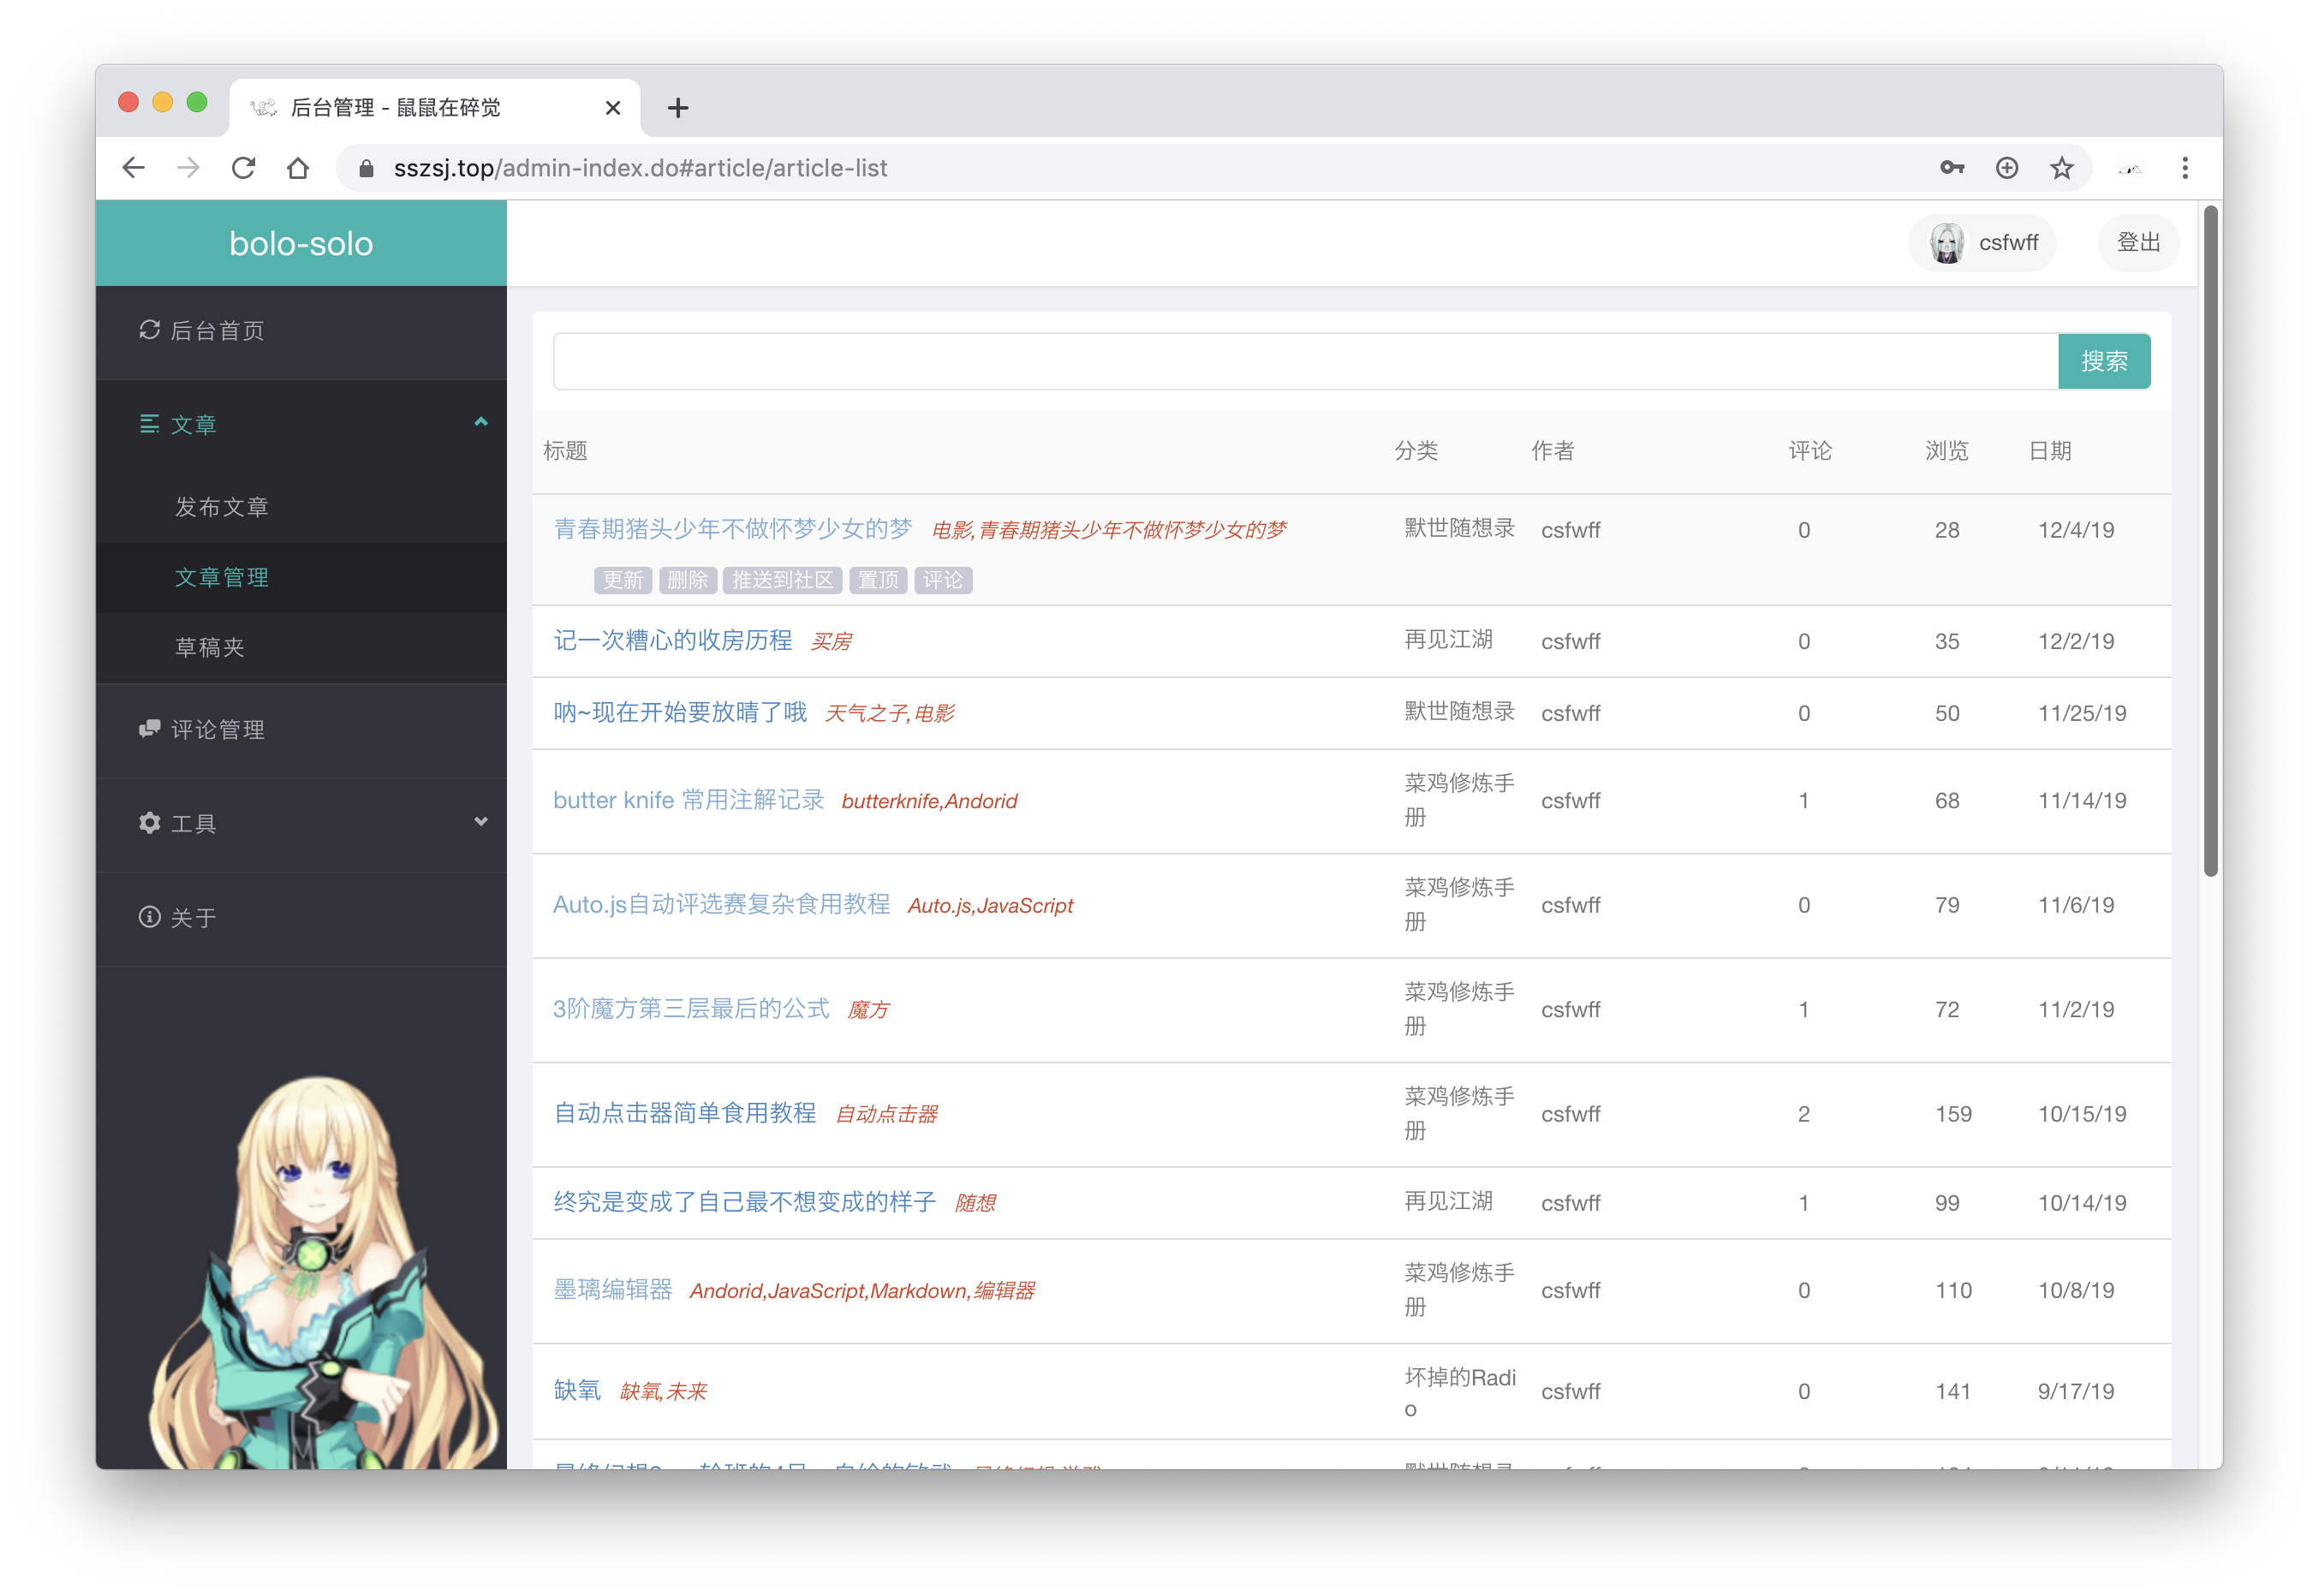 后台管理 - 鼠鼠在碎觉
sszsj.top/admin-index.do#article/article-list
bolo-solo
csfwff 登出
后台首页
文章
发布文章
文章管理
草稿夹
评论管理
工具
关于
搜索
标题 分类 作者 评论 浏览 日期
青春期猪头少年不做怀梦少女的梦 电影,青春期猪头少年不做怀梦少女的梦 默世随想录 csfwff 0 28 12/4/19
更新 删除 推送到社区 置顶 评论
记一次糟心的收房历程 买房 再见江湖 csfwff 0 35 12/2/19
呐~现在开始要放晴了哦 天气之子,电影 默世随想录 csfwff 0 50 11/25/19
butter knife 常用注解记录 butterknife,Andorid 菜鸡修炼手册 csfwff 1 68 11/14/19
Auto.js自动评选赛复杂食用教程 Auto.js,JavaScript 菜鸡修炼手册 csfwff 0 79 11/6/19
3阶魔方第三层最后的公式 魔方 菜鸡修炼手册 csfwff 1 72 11/2/19
自动点击器简单食用教程 自动点击器 菜鸡修炼手册 csfwff 2 159 10/15/19
终究是变成了自己最不想变成的样子 随想 再见江湖 csfwff 1 99 10/14/19
墨璃编辑器 Andorid,JavaScript,Markdown,编辑器 菜鸡修炼手册 csfwff 0 110 10/8/19
缺氧 缺氧,未来 坏掉的Radio csfwff 0 141 9/17/19